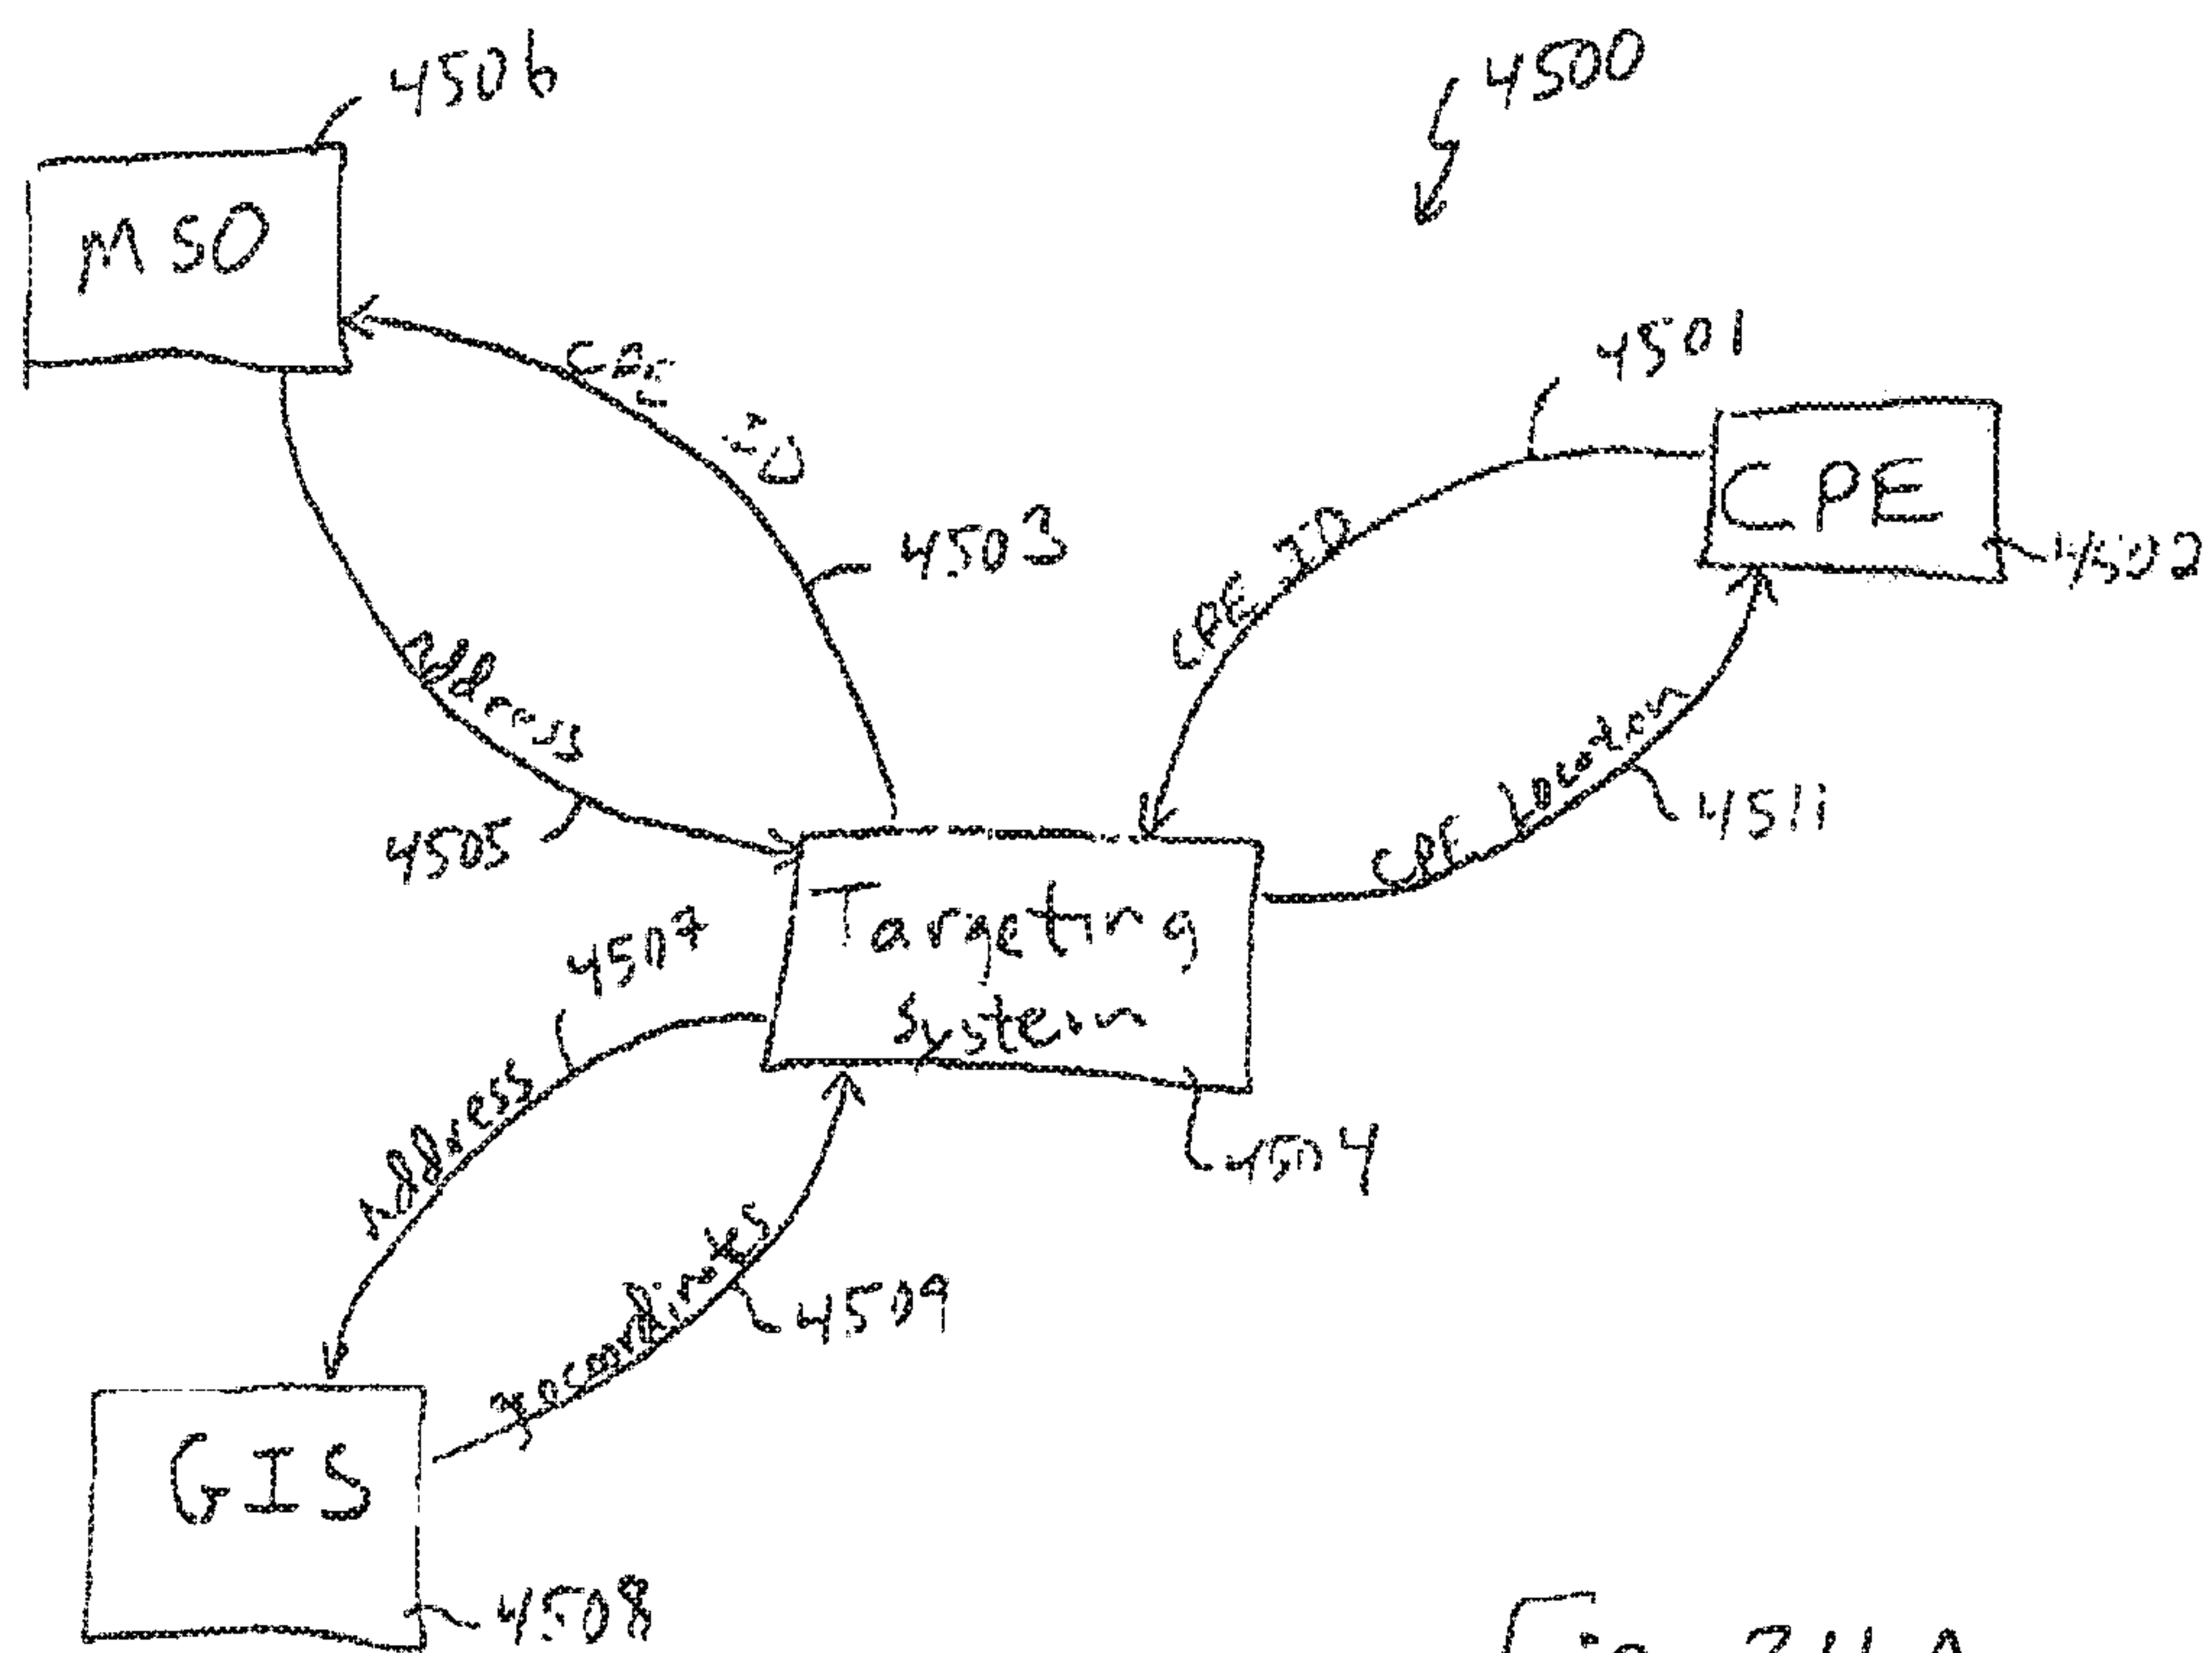 4506
4500
MSO
4501
CPE ID
CPE
4503
4502
CPE ID
Address
CPE Location
4511
4505
Targeting
System
4507
4504
Address
geocoordinates
4509
GIS
4508